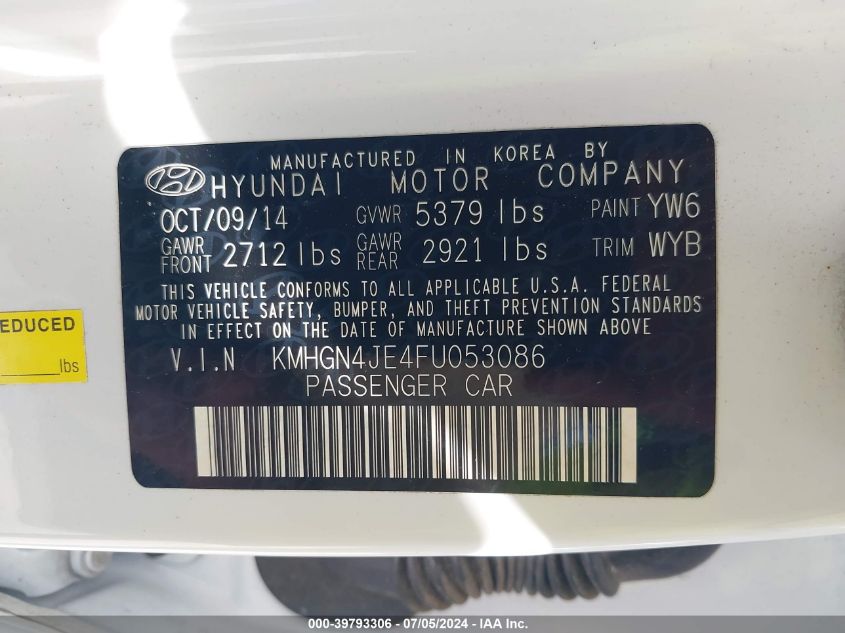 MANUFACTURED IN KOREA BY
HYUNDAI MOTOR COMPANY
OCT/09/14 GVWR 5379 lbs PAINT YW6
GAWR FRONT 2712 lbs GAWR REAR 2921 lbs TRIM WYB
THIS VEHICLE CONFORMS TO ALL APPLICABLE U.S.A. FEDERAL
MOTOR VEHICLE SAFETY, BUMPER, AND THEFT PREVENTION STANDARDS
IN EFFECT ON THE DATE OF MANUFACTURE SHOWN ABOVE
V.I.N KMHGN4JE4FU053086
PASSENGER CAR
EDUCED
lbs
000-39793306 - 07/05/2024 - IAA Inc.